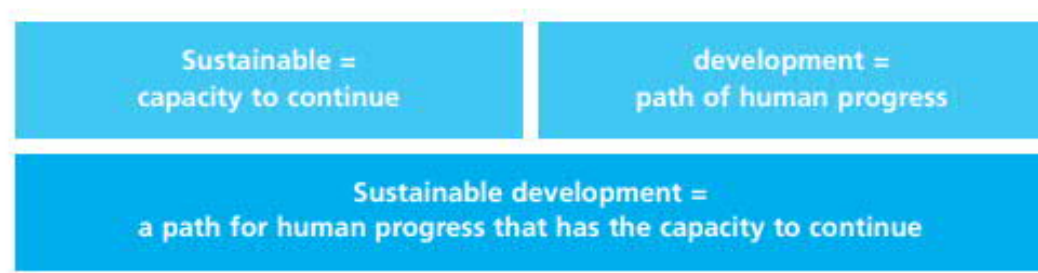 Sustainable =
capacity to continue
development =
path of human progress
Sustainable development =
a path for human progress that has the capacity to continue